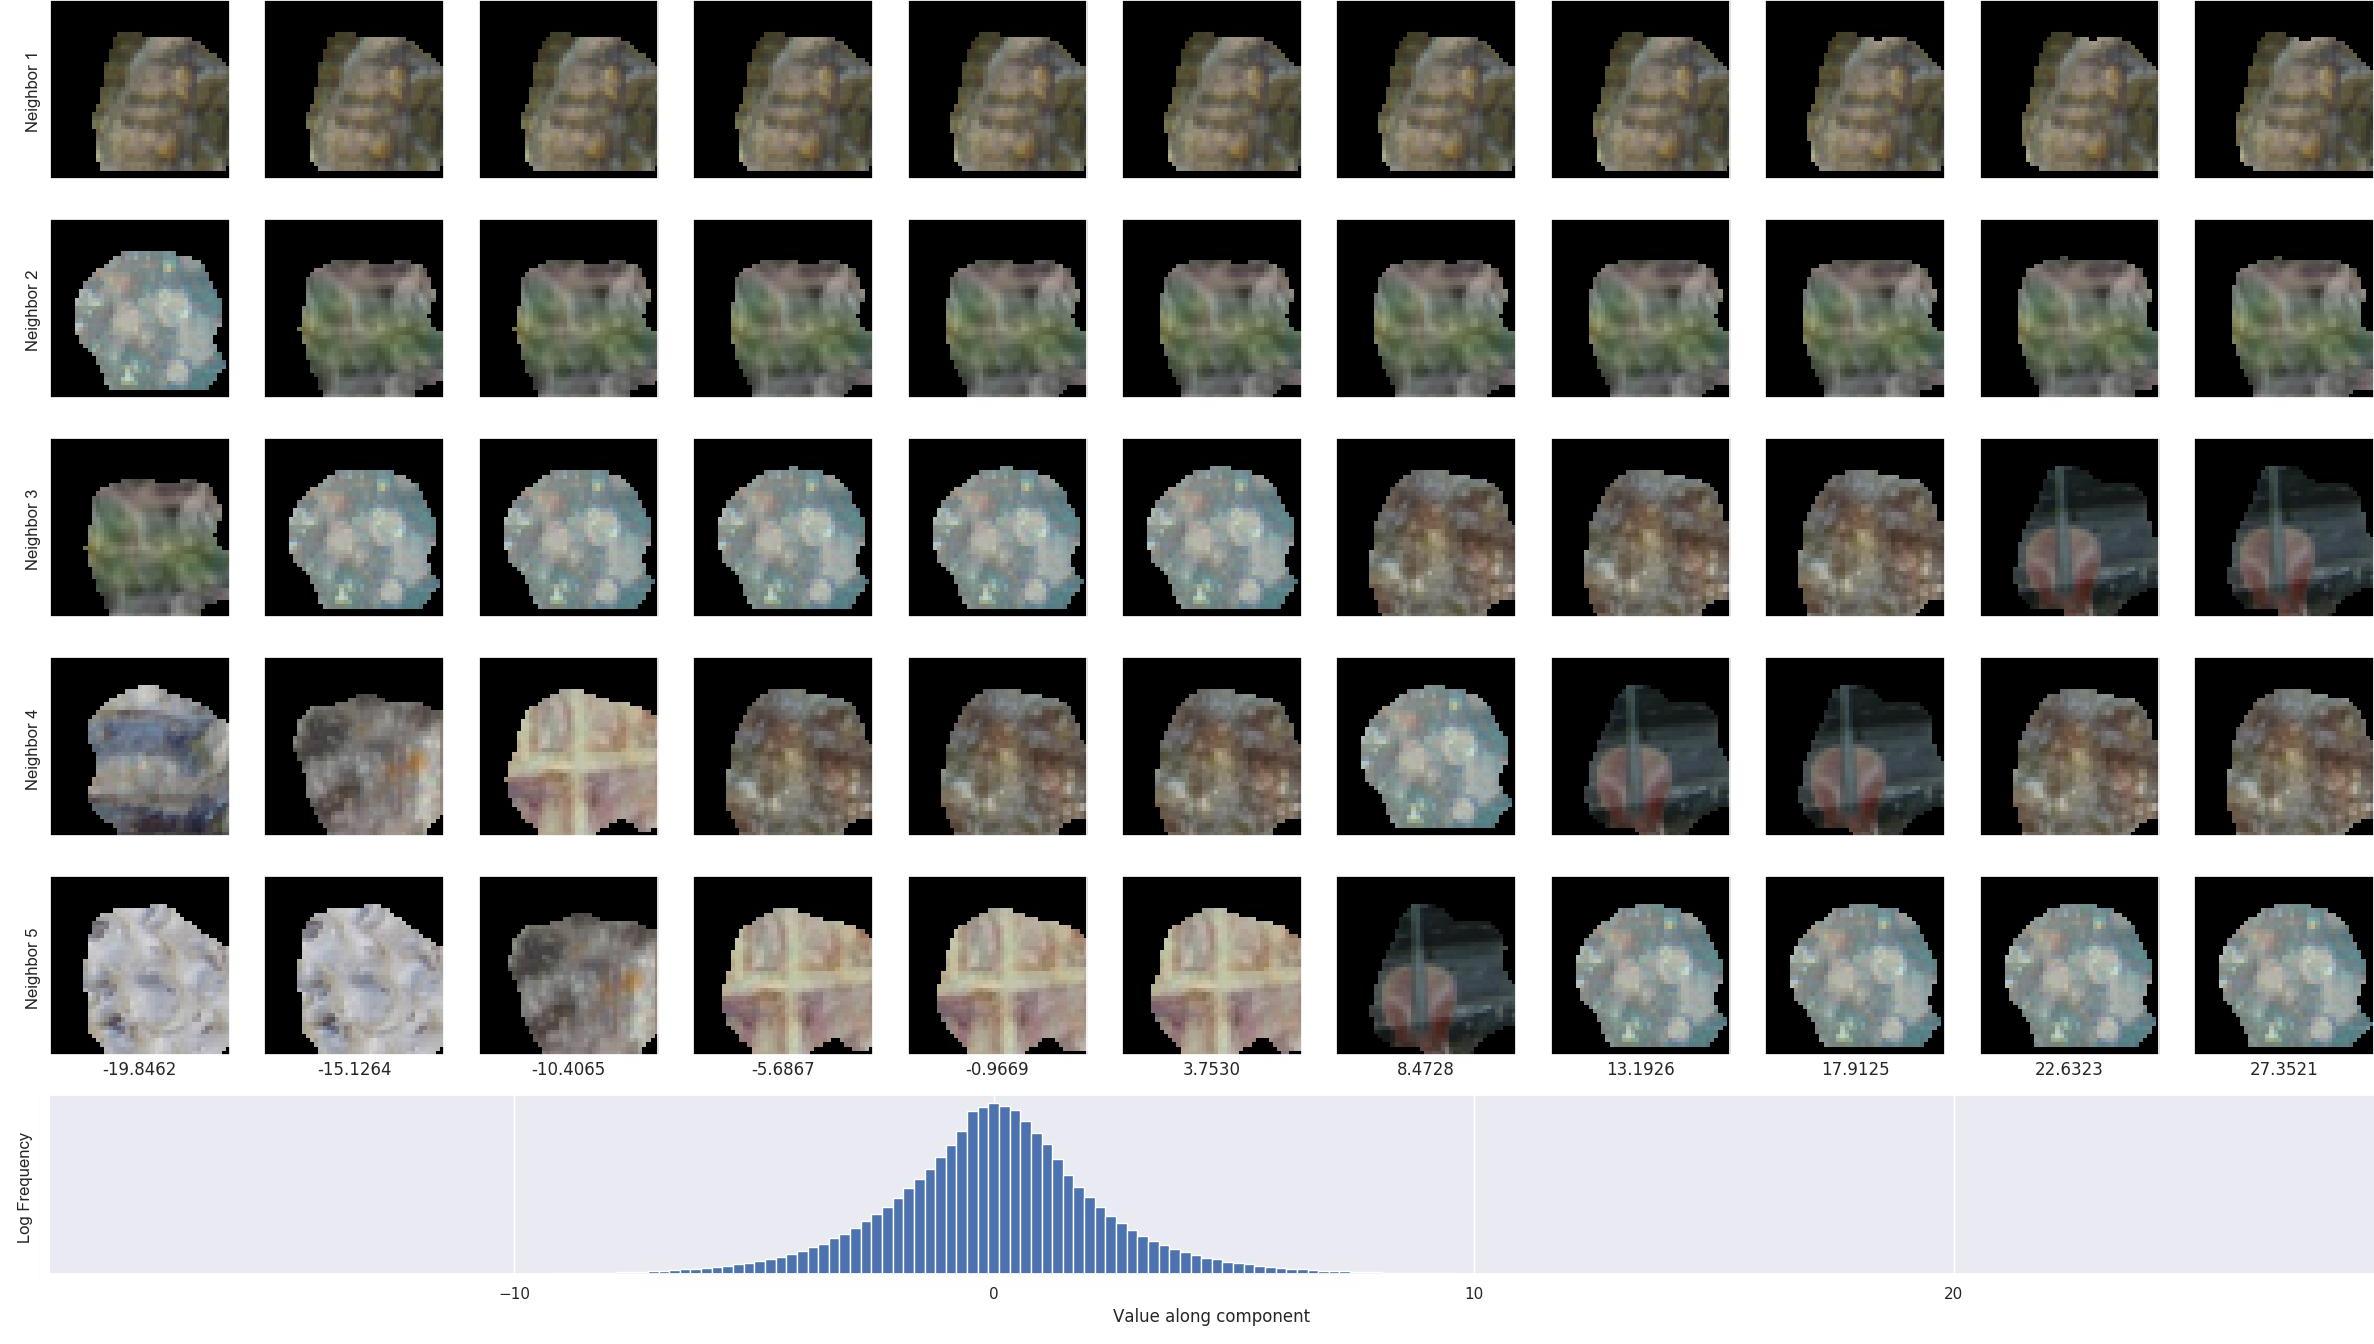 Neighbor 1
Neighbor 2
Neighbor 3
Neighbor 4
Neighbor 5
-19.8462 -15.1264 -10.4065 -5.6867 -0.9669 3.7530 8.4728 13.1926 17.9125 22.6323 27.3521
Log Frequency
−10 0 10 20
Value along component